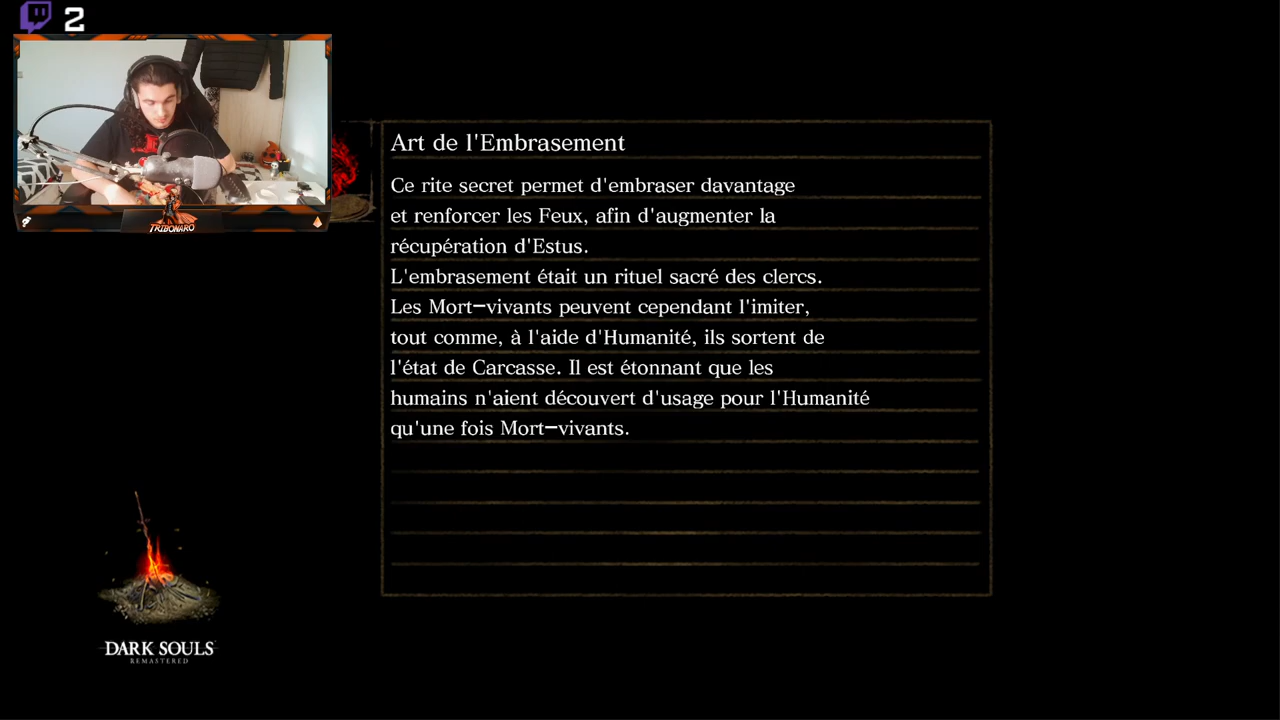 2
TRIBONARO
Art de l'Embrasement
Ce rite secret permet d'embraser davantage
et renforcer les Feux, afin d'augmenter la
récupération d'Estus.
L'embrasement était un rituel sacré des clercs.
Les Mort-vivants peuvent cependant l'imiter,
tout comme, à l'aide d'Humanité, ils sortent de
l'état de Carcasse. Il est étonnant que les
humains n'aient découvert d'usage pour l'Humanité
qu'une fois Mort-vivants.
DARK SOULS
REMASTERED